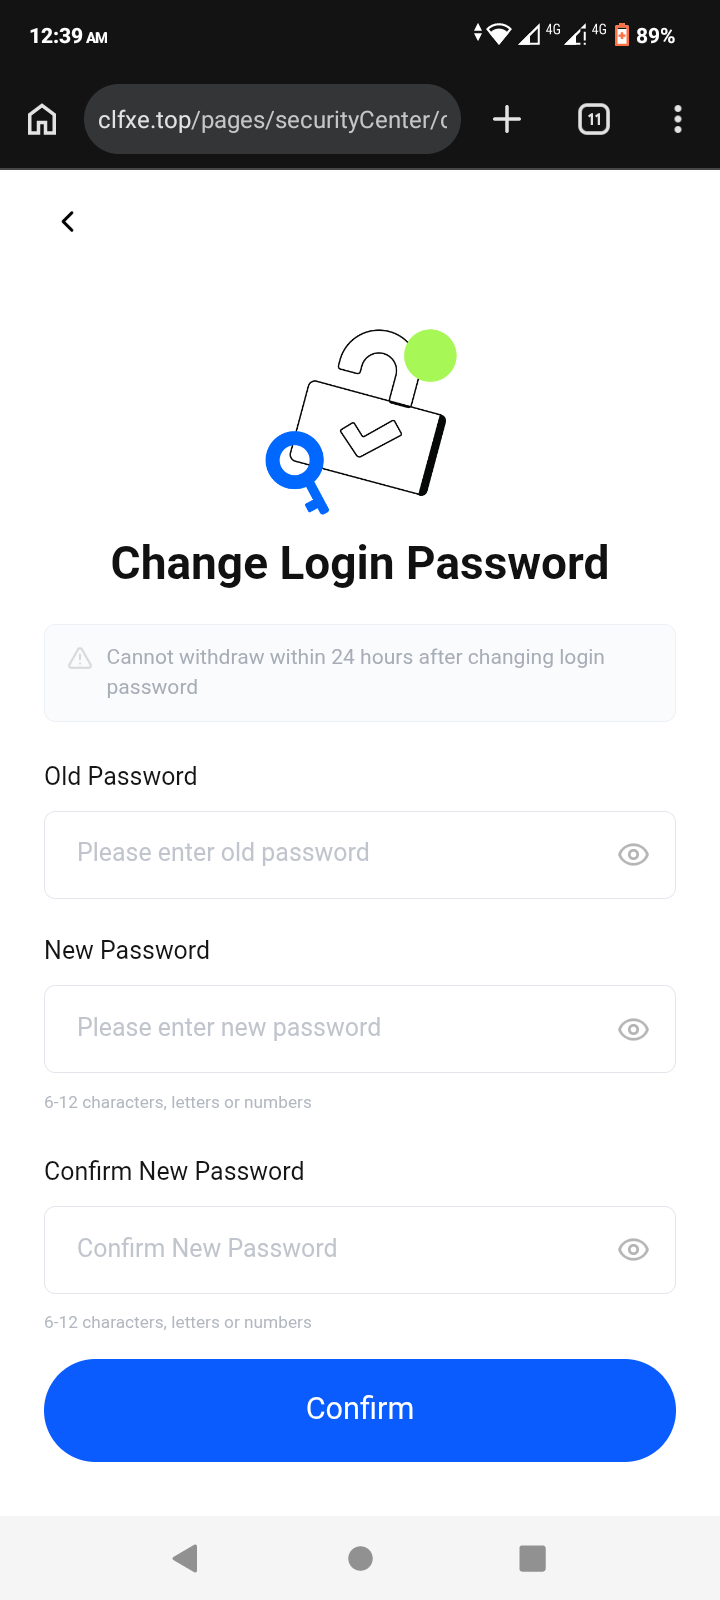 12:39 AM 4G 4G 89%
clfxe.top/pages/securityCenter/c
11
Change Login Password
Cannot withdraw within 24 hours after changing login
password
Old Password
Please enter old password
New Password
Please enter new password
6-12 characters, letters or numbers
Confirm New Password
Confirm New Password
6-12 characters, letters or numbers
Confirm